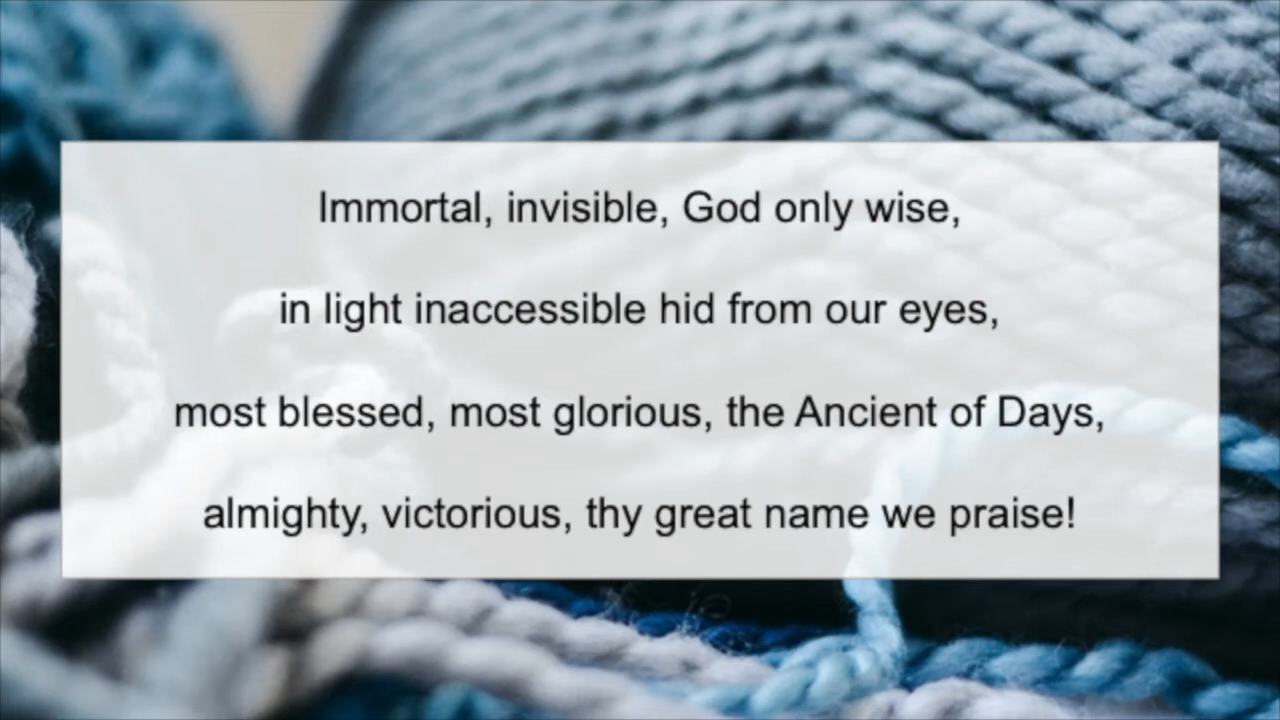 Immortal, invisible, God only wise,
in light inaccessible hid from our eyes,
most blessed, most glorious, the Ancient of Days,
almighty, victorious, thy great name we praise!